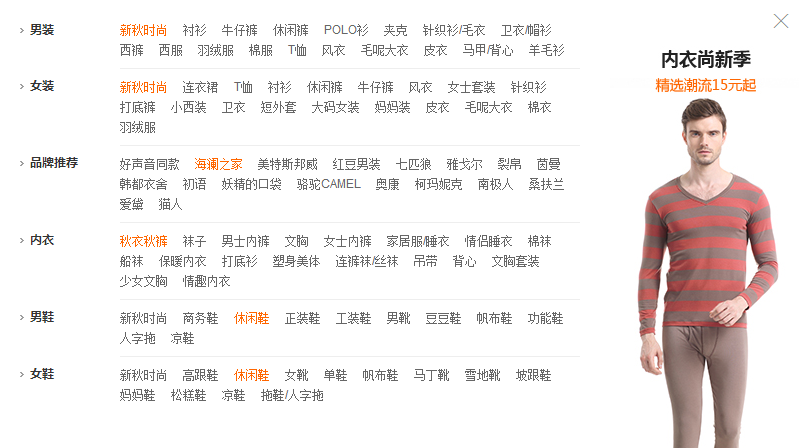 男装
新秋时尚 衬衫 牛仔裤 休闲裤 POLO衫 夹克 针织衫/毛衣 卫衣/帽衫
西裤 西服 羽绒服 棉服 T恤 风衣 毛呢大衣 皮衣 马甲/背心 羊毛衫
女装
新秋时尚 连衣裙 T恤 衬衫 休闲裤 牛仔裤 风衣 女士套装 针织衫
打底裤 小西装 卫衣 短外套 大码女装 妈妈装 皮衣 毛呢大衣 棉衣
羽绒服
品牌推荐
好声音同款 海澜之家 美特斯邦威 红豆男装 七匹狼 雅戈尔 裂帛 茵曼
韩都衣舍 初语 妖精的口袋 骆驼CAMEL 奥康 柯玛妮克 南极人 桑扶兰
爱黛 猫人
内衣
秋衣秋裤 袜子 男士内裤 文胸 女士内裤 家居服/睡衣 情侣睡衣 棉袜
船袜 保暖内衣 打底衫 塑身美体 连裤袜/丝袜 吊带 背心 文胸套装
少女文胸 情趣内衣
男鞋
新秋时尚 商务鞋 休闲鞋 正装鞋 工装鞋 男靴 豆豆鞋 帆布鞋 功能鞋
人字拖 凉鞋
女鞋
新秋时尚 高跟鞋 休闲鞋 女靴 单鞋 帆布鞋 马丁靴 雪地靴 坡跟鞋
妈妈鞋 松糕鞋 凉鞋 拖鞋/人字拖
内衣尚新季
精选潮流15元起